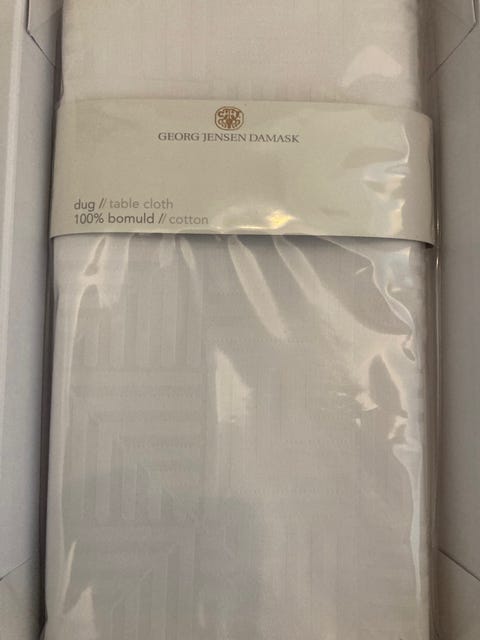 GEORG JENSEN DAMASK
dug // table cloth
100% bomuld // cotton